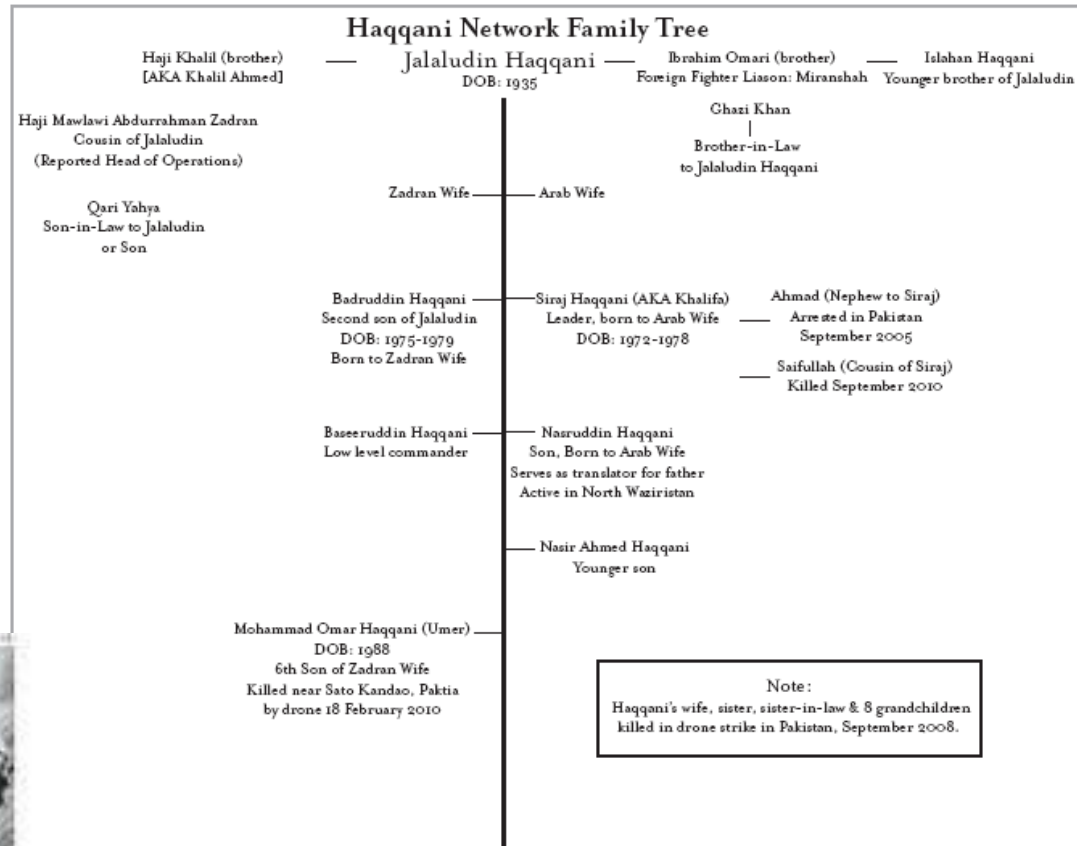 Haqqani Network Family Tree
Haji Khalil (brother)
[AKA Khalil Ahmed]
Jalaludin Haqqani
DOB: 1935
Ibrahim Omari (brother)
Foreign Fighter Liason: Miranshah
Islahan Haqqani
Younger brother of Jaluludin
Haji Mawlawi Abdurrahman Zadran
Cousin of Jaluludin
(Reported Head of Operations)
Ghazi Khan
Brother-in-Law
to Jalaludin Haqqani
Zadran Wife
Arab Wife
Qari Yahya
Son-in-Law to Jalaludin
or Son
Badruddin Haqqani
Second son of Jalaludin
DOB: 1975-1979
Born to Zadran Wife
Siraj Haqqani (AKA Khalifa)
Leader, born to Arab Wife
DOB: 1972-1978
Ahmad (Nephew to Siraj)
Arrested in Pakistan
September 2005
Saifullah (Cousin of Siraj)
Killed September 2010
Baseeruddin Haqqani
Low level commander
Nasruddin Haqqani
Son, Born to Arab Wife
Serves as translator for father
Active in North Waziristan
Nasir Ahmed Haqqani
Younger son
Mohammad Omar Haqqani (Umer)
DOB: 1988
6th Son of Zadran Wife
Killed near Sato Kandao, Paktia
by drone 18 February 2010
Note:
Haqqani's wife, sister, sister-in-law & 8 grandchildren
killed in drone strike in Pakistan, September 2008.